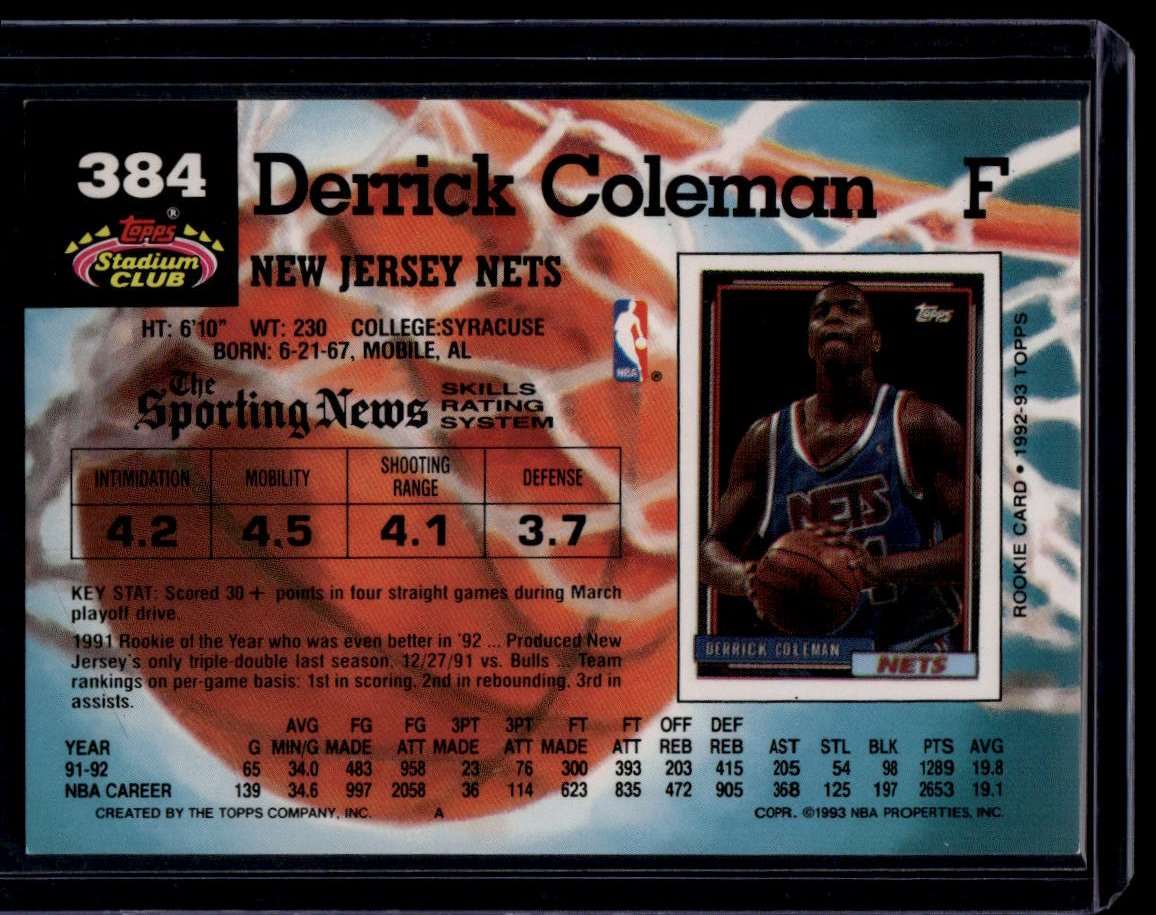 384
Topps ®
Stadium
CLUB
Derrick Coleman F
NEW JERSEY NETS
HT: 6'10" WT: 230 COLLEGE:SYRACUSE
BORN: 6-21-67, MOBILE, AL
NBA ®
The
Sporting News
SKILLS
RATING
SYSTEM
INTIMIDATION MOBILITY SHOOTING RANGE DEFENSE
4.2 4.5 4.1 3.7
KEY STAT: Scored 30+ points in four straight games during March
playoff drive.
1991 Rookie of the Year who was even better in '92 ... Produced New
Jersey's only triple-double last season, 12/27/91 vs. Bulls ... Team
rankings on per-game basis: 1st in scoring, 2nd in rebounding, 3rd in
assists.
Topps
NETS
DERRICK COLEMAN
NETS
ROOKIE CARD • 1992-93 TOPPS
AVG FG FG 3PT 3PT FT FT OFF DEF
YEAR G MIN/G MADE ATT MADE ATT MADE ATT REB REB AST STL BLK PTS AVG
91-92 65 34.0 483 958 23 76 300 393 203 415 205 54 98 1289 19.8
NBA CAREER 139 34.6 997 2058 36 114 623 835 472 905 368 125 197 2653 19.1
CREATED BY THE TOPPS COMPANY, INC. A COPR. ©1993 NBA PROPERTIES, INC.